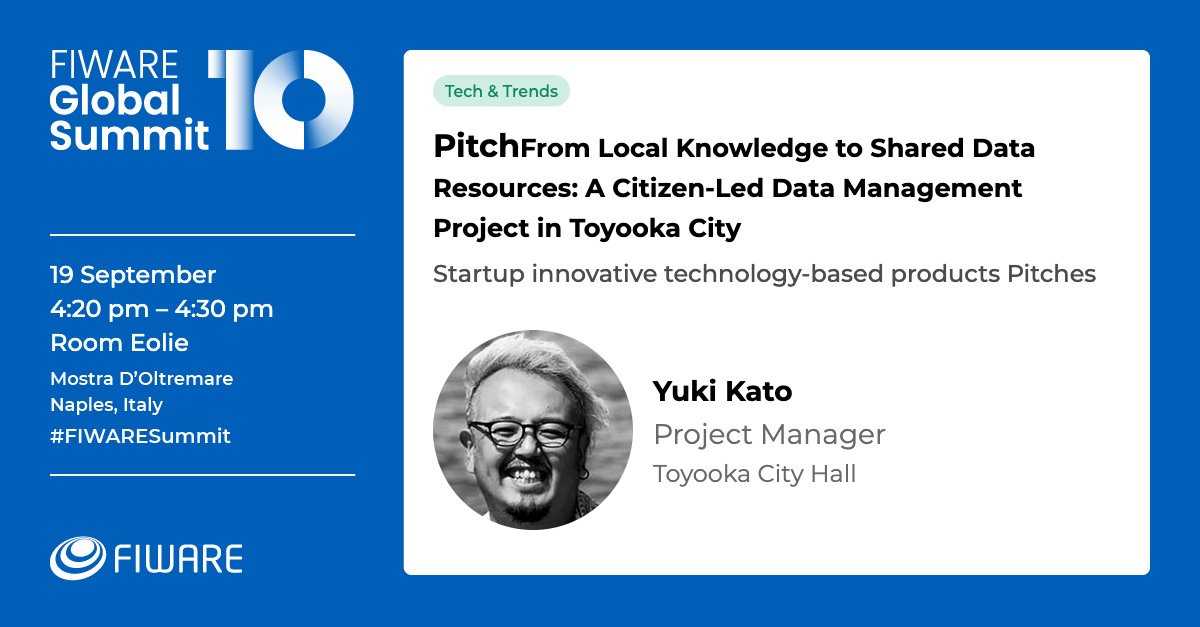 FIWARE
Global
Summit
10
19 September
4:20 pm – 4:30 pm
Room Eolie
Mostra D’Oltremare
Naples, Italy
#FIWARESummit
FIWARE
Tech & Trends
PitchFrom Local Knowledge to Shared Data
Resources: A Citizen-Led Data Management
Project in Toyooka City
Startup innovative technology-based products Pitches
Yuki Kato
Project Manager
Toyooka City Hall